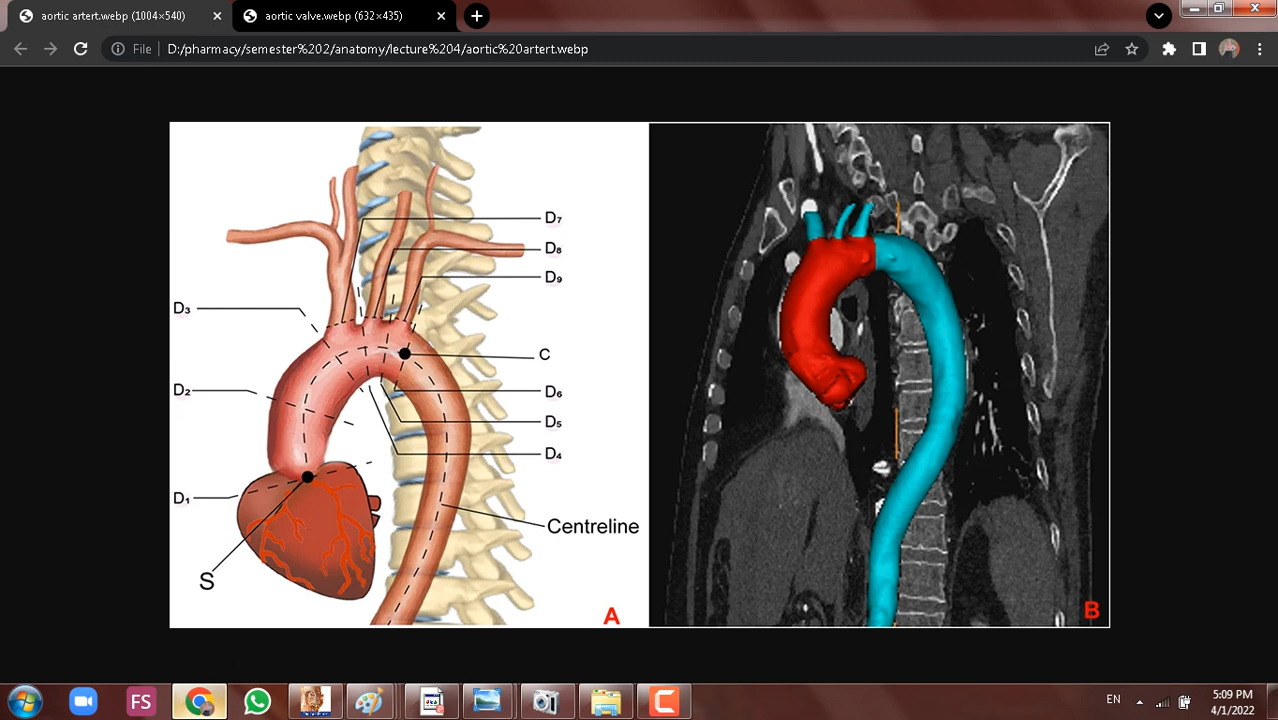 aortic artert.webp (1004×540)
aortic valve.webp (632×435)
File
D:/pharmacy/semester%202/anatomy/lecture%204/aortic%20artert.webp
D7
D8
D9
D3
C
D2
D6
D5
D4
D1
Centreline
S
A
B
FS
EN
5:09 PM
4/1/2022